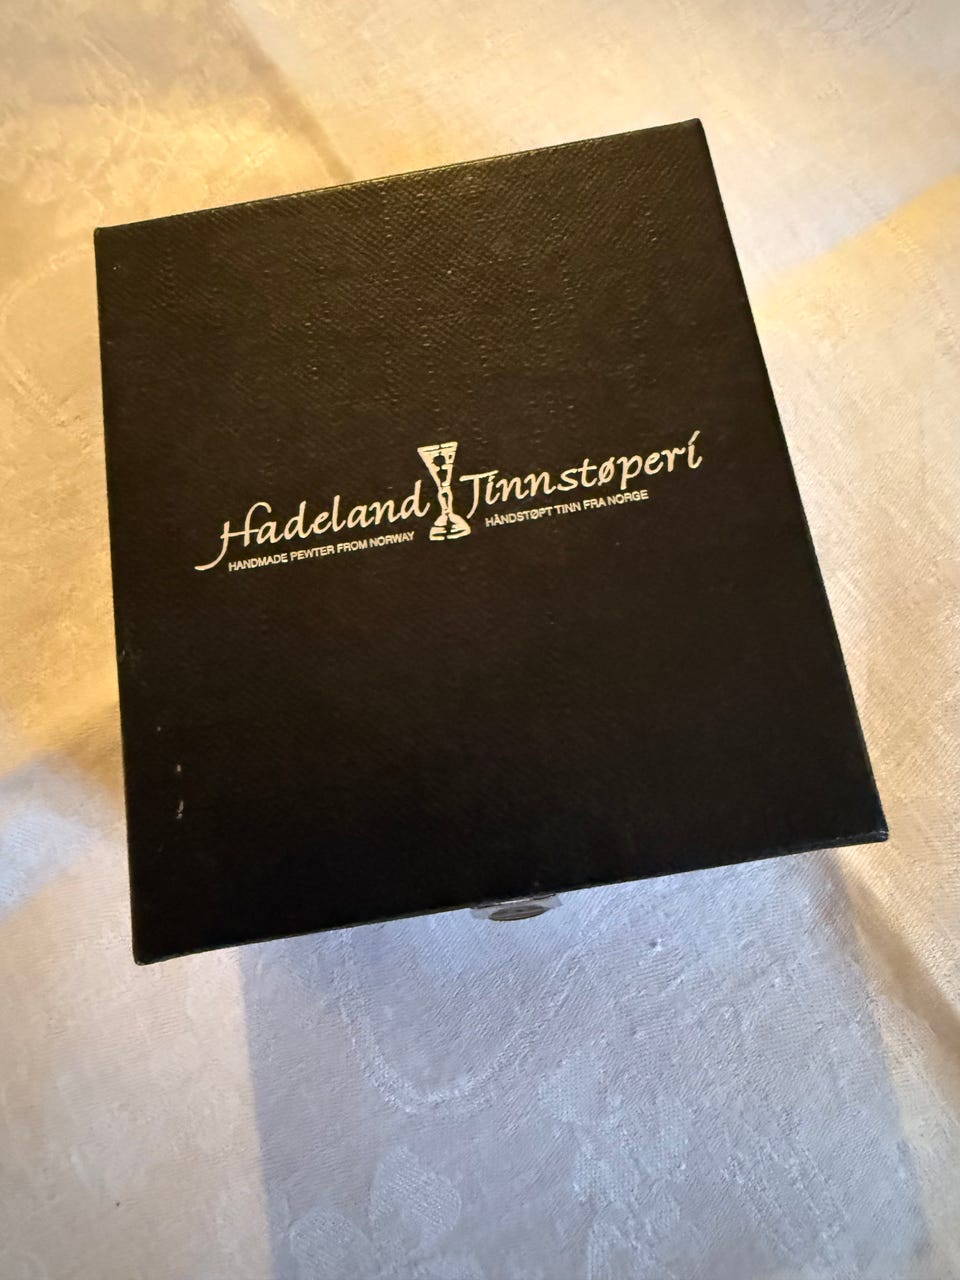 Hadeland Tinnstøperi
HANDMADE PEWTER FROM NORWAY HÅNDSTØPT TINN FRA NORGE